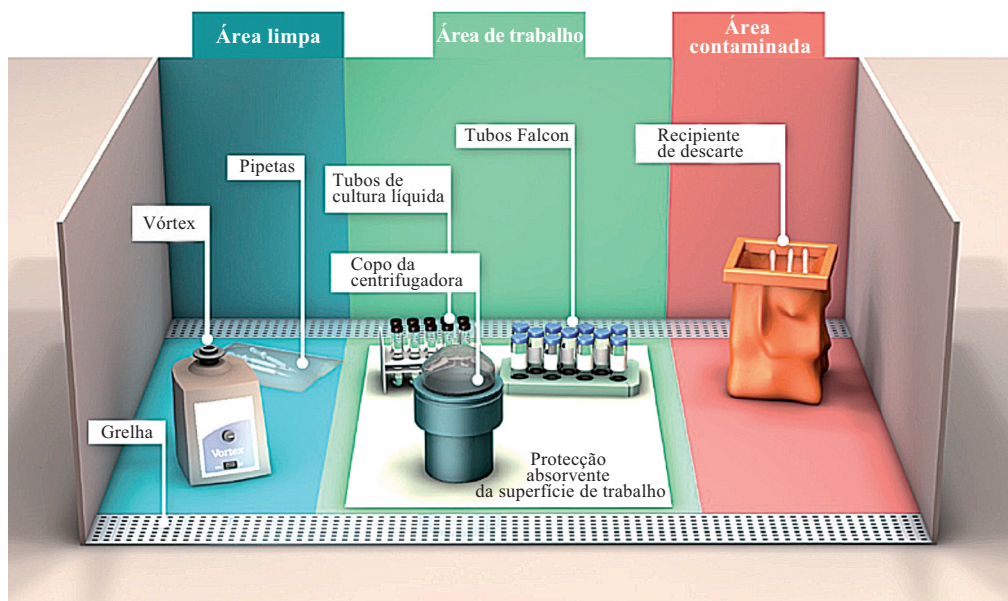 Área limpa
Área de trabalho
Área
contaminada
Tubos Falcon
Recipiente
de descarte
Pipetas
Tubos de
cultura líquida
Vórtex
Copo da
centrifugadora
Grelha
Vortex
Protecção
absorvente
da superfície de trabalho